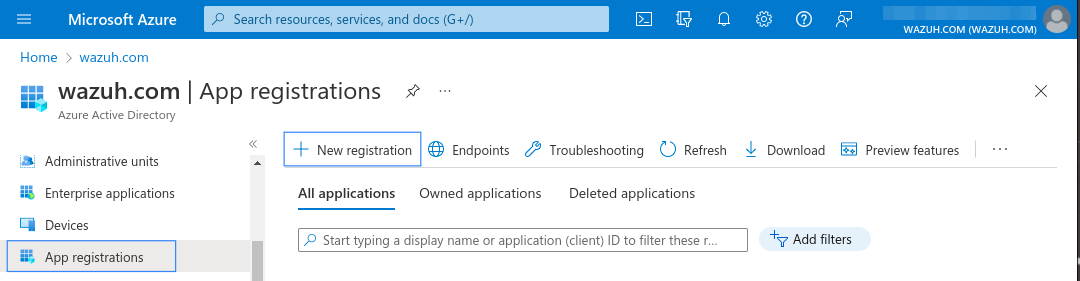 Microsoft Azure
Search resources, services, and docs (G+/)
WAZUH.COM (WAZUH.COM)
Home > wazuh.com
wazuh.com | App registrations
Azure Active Directory
Administrative units
Enterprise applications
Devices
App registrations
New registration Endpoints Troubleshooting Refresh Download Preview features
All applications Owned applications Deleted applications
Start typing a display name or application (client) ID to filter these r... Add filters